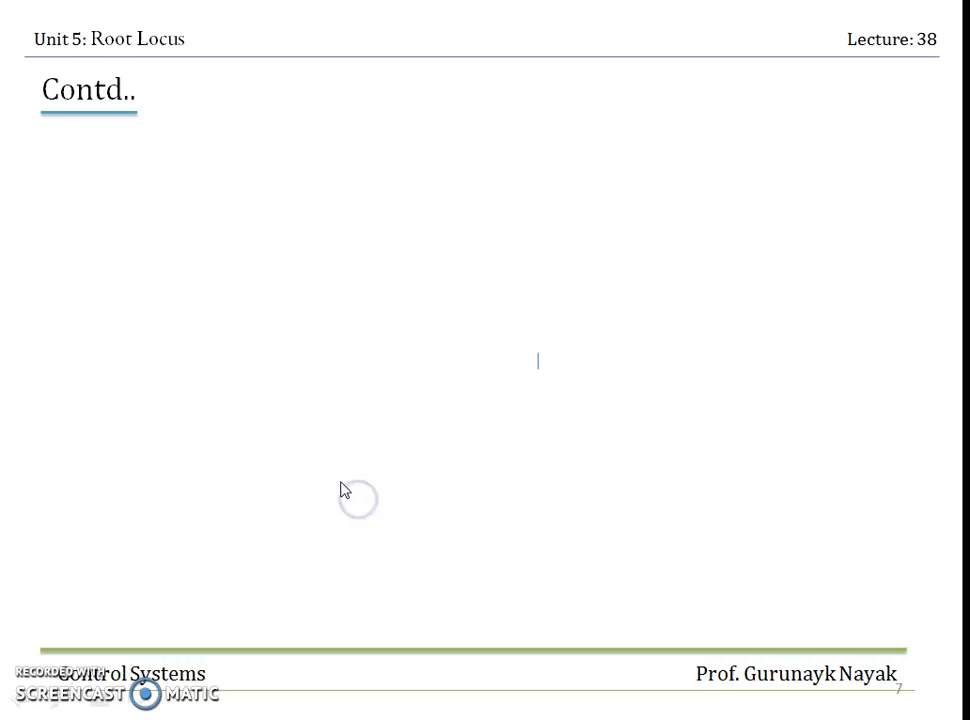 Unit 5: Root Locus
Lecture: 38
Contd..
RECORDED WITH
Control Systems
Prof. Gurunayk Nayak
SCREENCAST MATIC
7